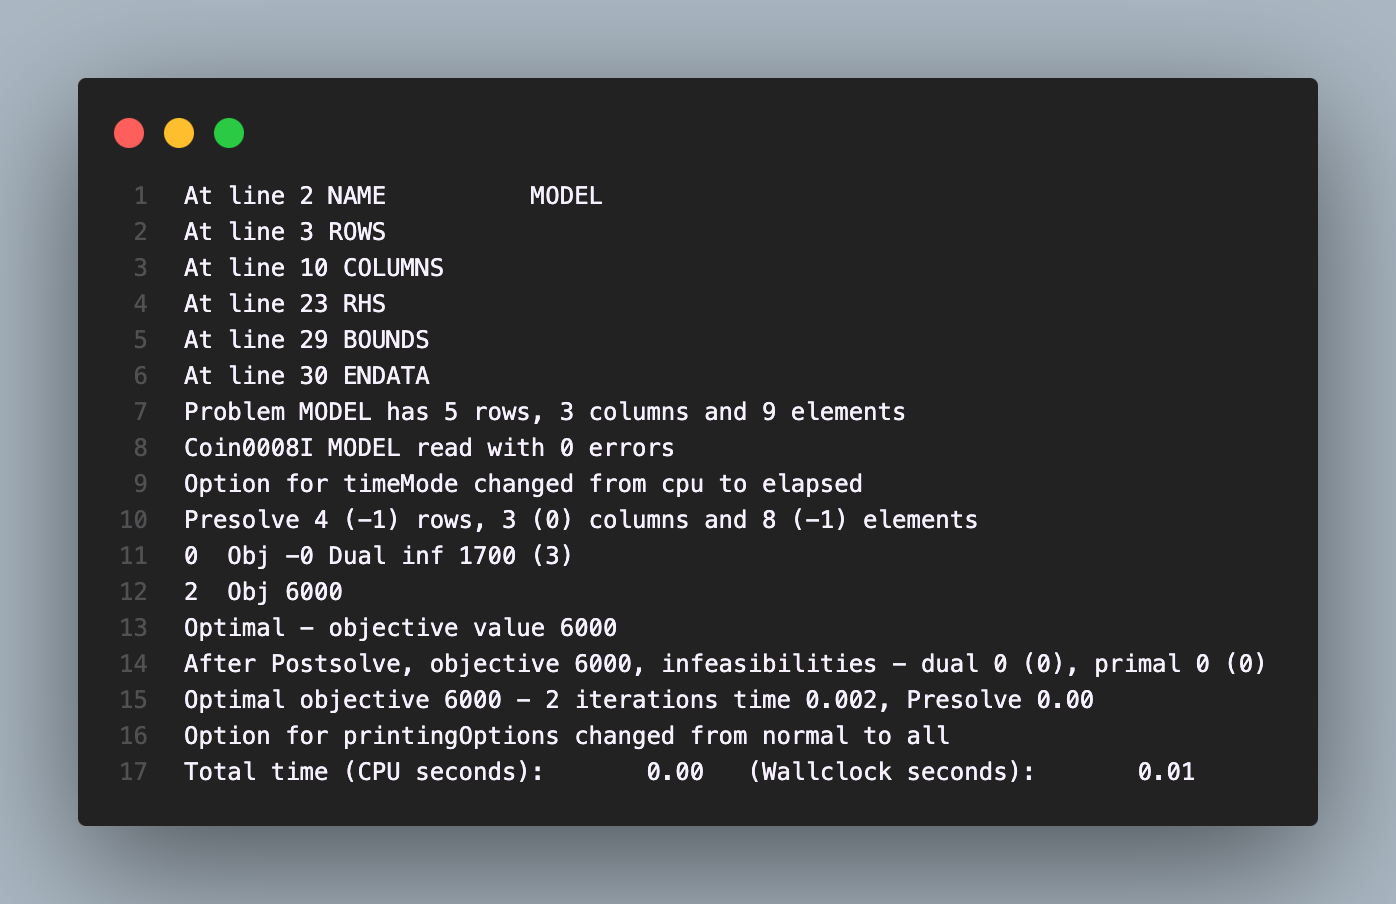 1 At line 2 NAME          MODEL
2 At line 3 ROWS
3 At line 10 COLUMNS
4 At line 23 RHS
5 At line 29 BOUNDS
6 At line 30 ENDATA
7 Problem MODEL has 5 rows, 3 columns and 9 elements
8 Coin0008I MODEL read with 0 errors
9 Option for timeMode changed from cpu to elapsed
10 Presolve 4 (-1) rows, 3 (0) columns and 8 (-1) elements
11 0  Obj -0 Dual inf 1700 (3)
12 2  Obj 6000
13 Optimal - objective value 6000
14 After Postsolve, objective 6000, infeasibilities - dual 0 (0), primal 0 (0)
15 Optimal objective 6000 - 2 iterations time 0.002, Presolve 0.00
16 Option for printingOptions changed from normal to all
17 Total time (CPU seconds):       0.00   (Wallclock seconds):       0.01